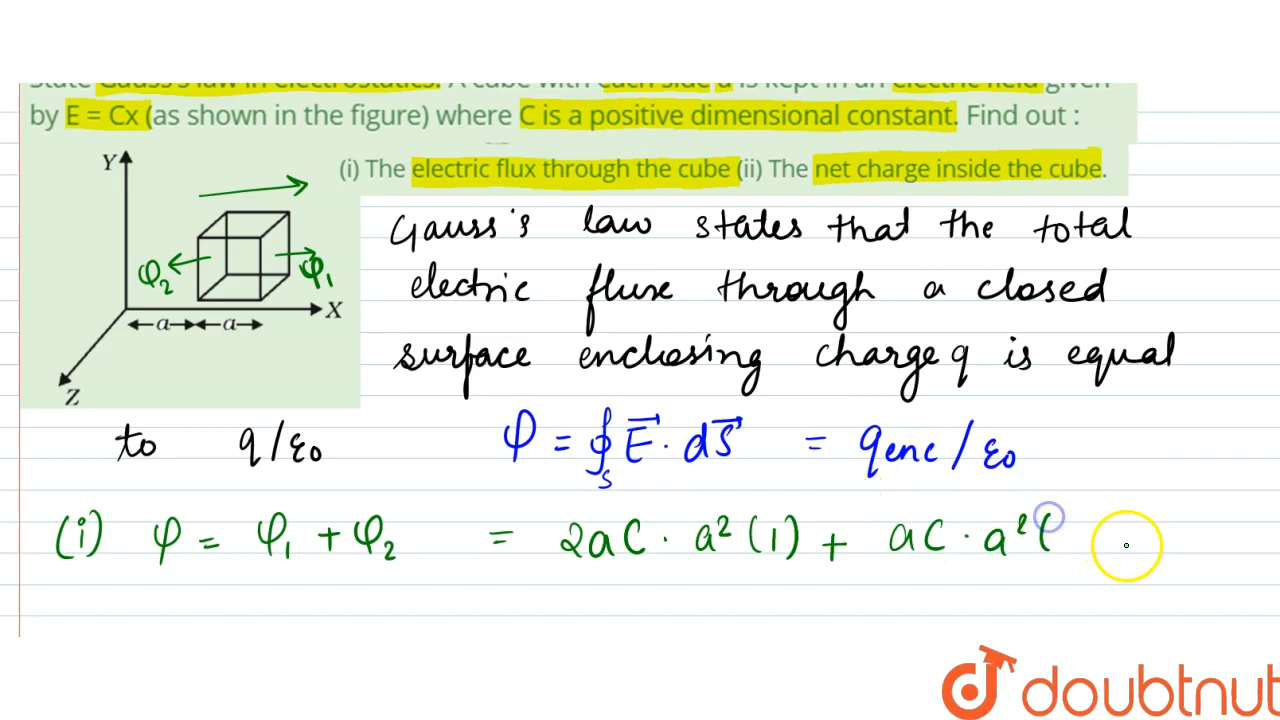 State Gauss's law in electrostatics. A cube with each side a is kept in an electric field given
by E = Cx (as shown in the figure) where C is a positive dimensional constant. Find out :
(i) The electric flux through the cube (ii) The net charge inside the cube.
Y
φ2
φ1
X
a
a
Z
Gauss's law states that the total
electric flux through a closed
surface enclosing charge q is equal
to q/ε0
φ = ∮S E⃗ · dS⃗ = qenc/ε0
(i) φ = φ1 + φ2 = 2aC · a²(1) + aC · a²(
doubtnut